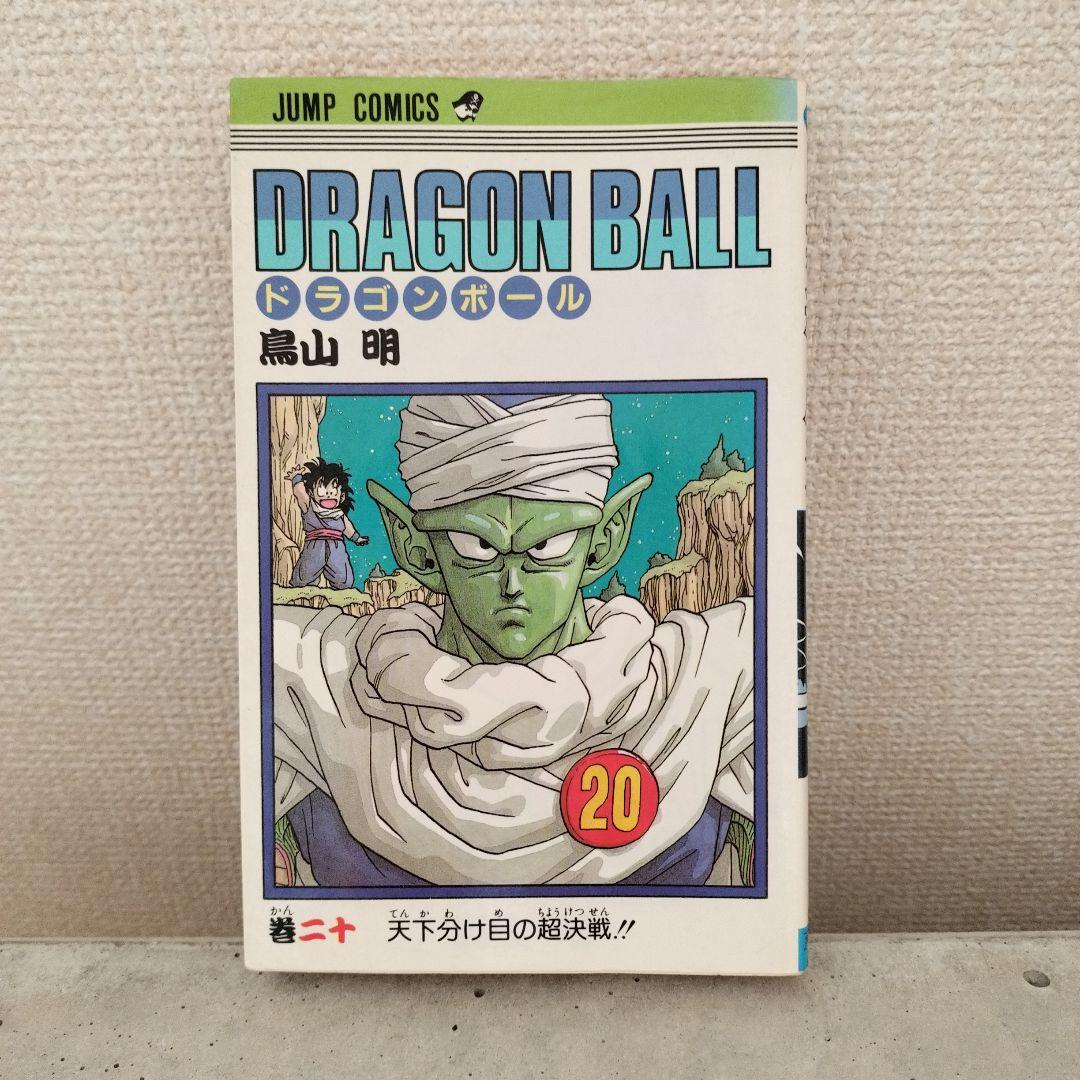 JUMP COMICS
DRAGON BALL
ドラゴンボール
鳥山 明
20
かん てんかわ め ちょうけつせん
巻二十 天下分け目の超決戦!!